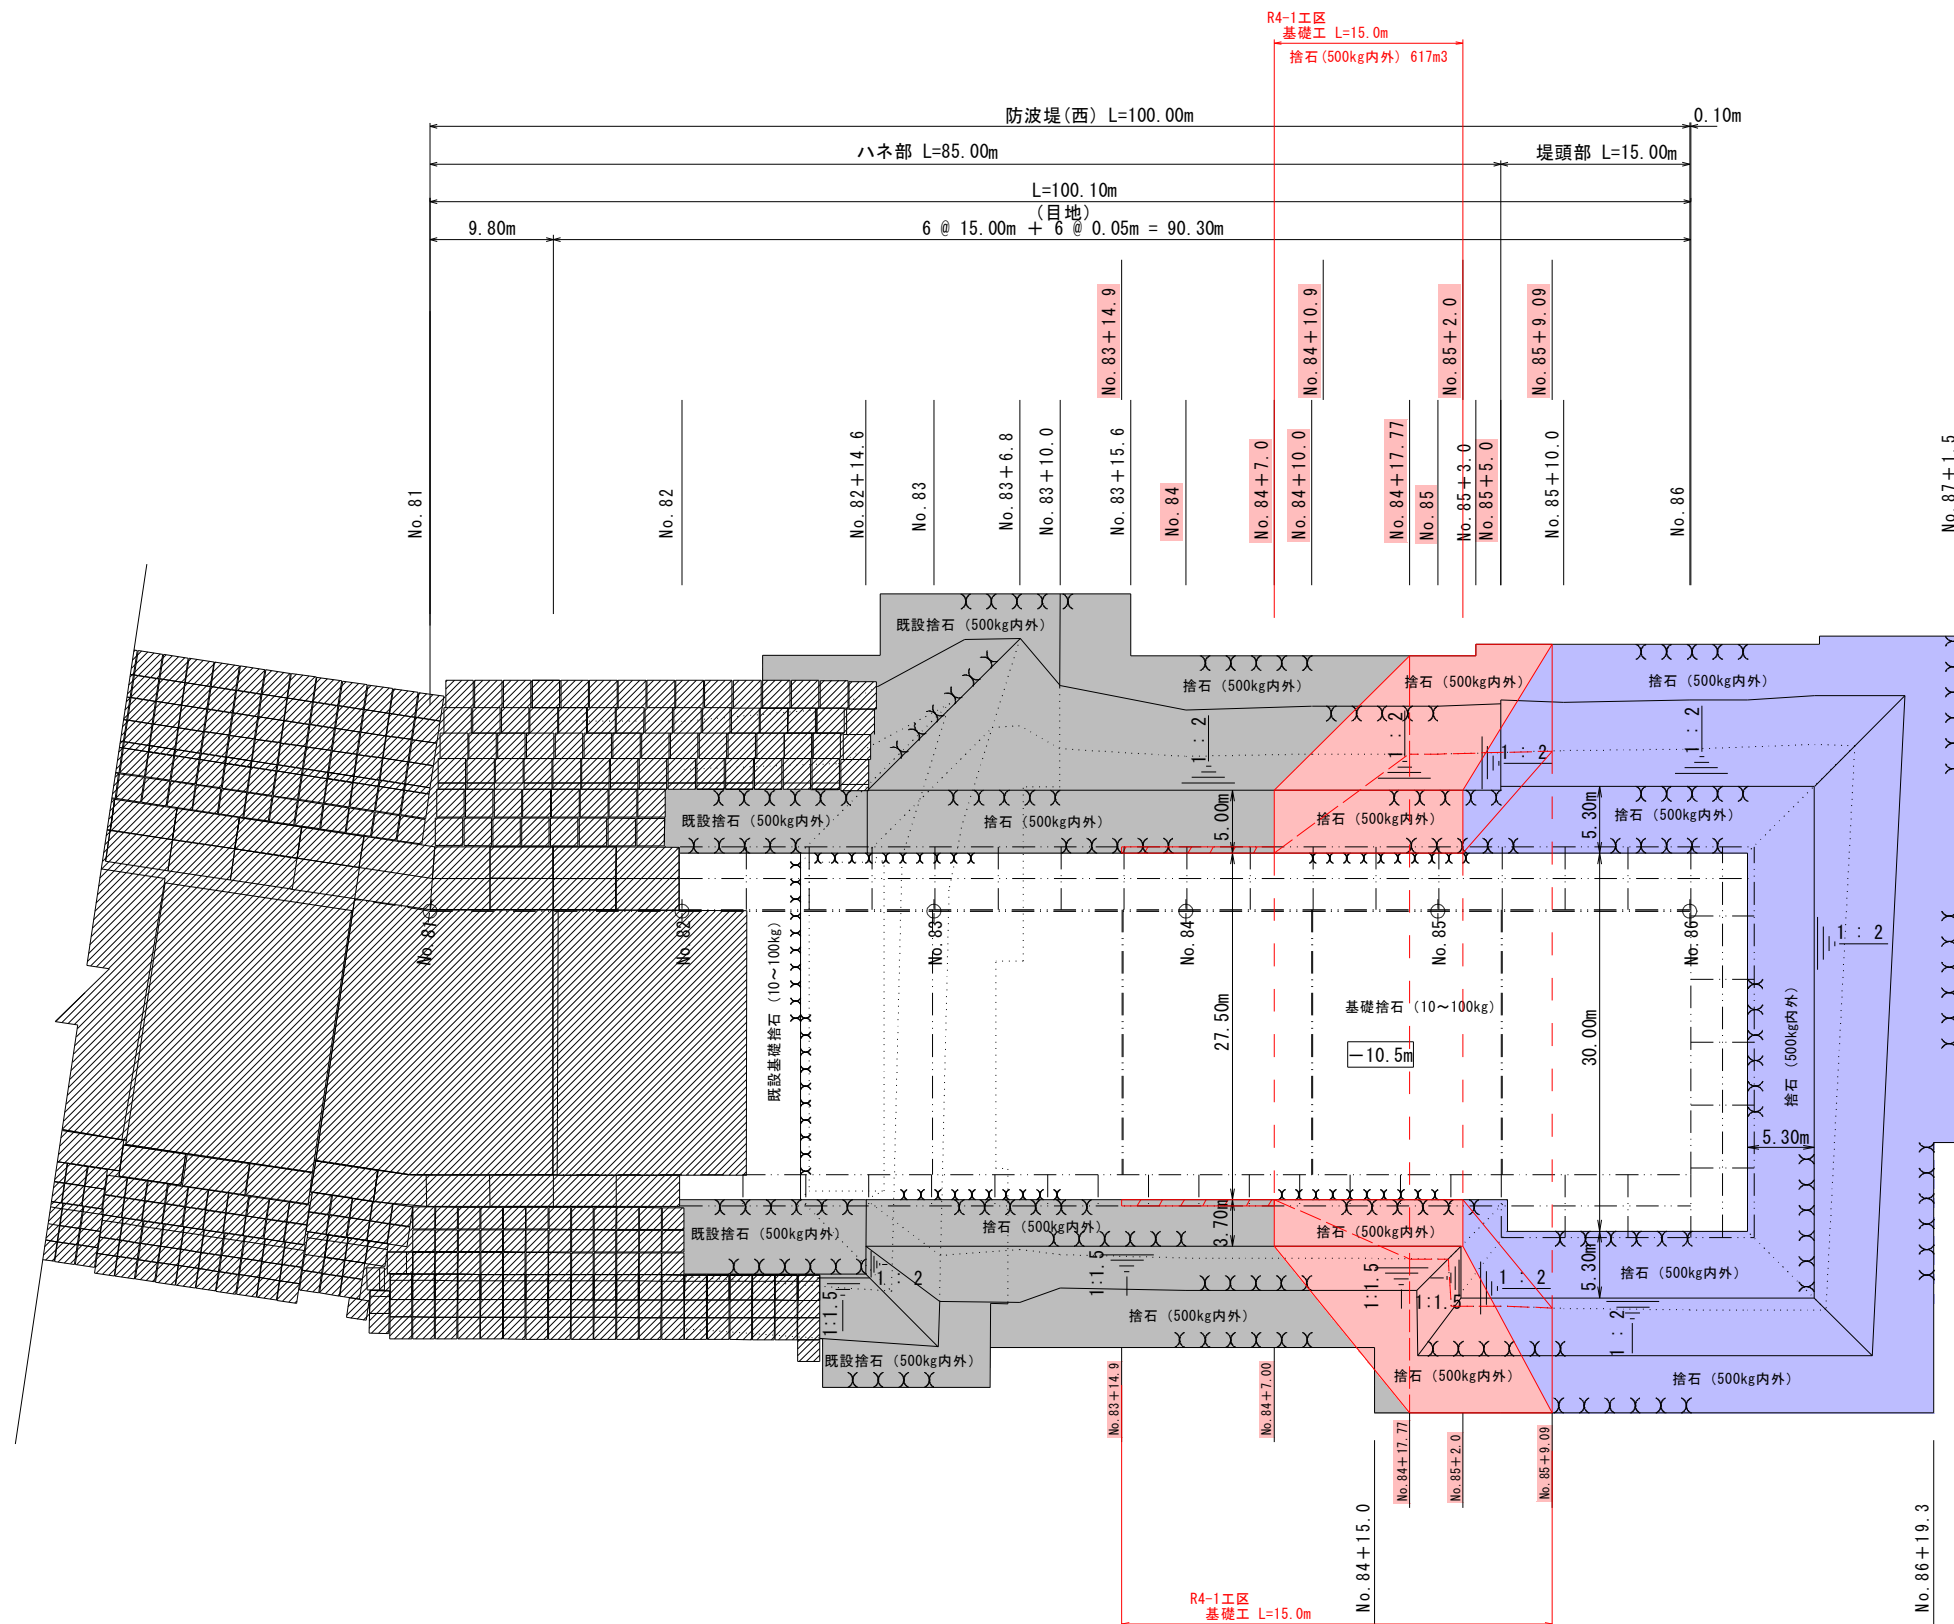 R4-1工区
基礎工 L=15.0m
捨石(500kg内外) 617m3
防波堤(西) L=100.00m
0.10m
ハネ部 L=85.00m
堤頭部 L=15.00m
L=100.10m
(目地)
9.80m
6 @ 15.00m + 6 @ 0.05m = 90.30m
No.83+14.9
No.84+10.9
No.85+2.0
No.85+9.09
No.81
No.82
No.82+14.6
No.83
No.83+6.8
No.83+10.0
No.83+15.6
No.84
No.84+7.0
No.84+10.0
No.84+17.77
No.85
No.85+3.0
No.85+5.0
No.85+10.0
No.86
No.87+1.5
既設捨石 (500kg内外)
捨石 (500kg内外)
捨石 (500kg内外)
捨石 (500kg内外)
1:2
1:2
1:2
1:2
既設捨石 (500kg内外)
捨石 (500kg内外)
5.00m
捨石 (500kg内外)
5.30m
捨石 (500kg内外)
No.81
No.82
No.83
No.84
No.85
No.86
1:2
既設基礎捨石 (10~100kg)
27.50m
基礎捨石 (10~100kg)
-10.5m
30.00m
捨石 (500kg内外)
5.30m
既設捨石 (500kg内外)
捨石 (500kg内外)
3.70m
捨石 (500kg内外)
5.30m
捨石 (500kg内外)
1:2
1:1.5
1:1.5
1:1.5
1:1.5
1:2
1:2
捨石 (500kg内外)
既設捨石 (500kg内外)
捨石 (500kg内外)
捨石 (500kg内外)
No.83+14.9
No.84+7.00
No.84+17.77
No.85+2.0
No.85+9.09
No.84+15.0
No.86+19.3
R4-1工区
基礎工 L=15.0m